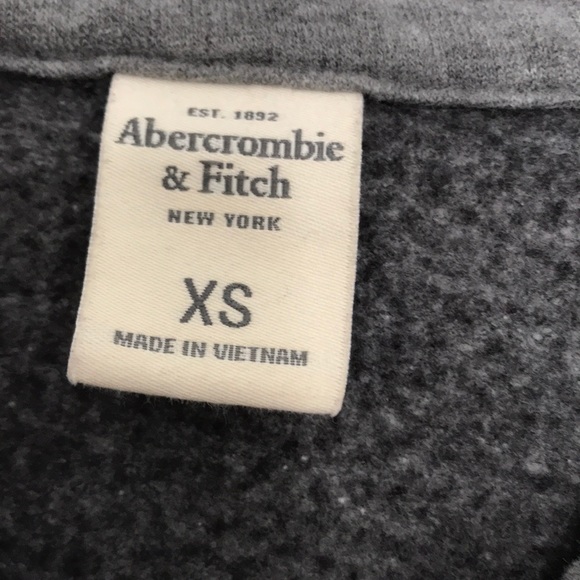 EST. 1892
Abercrombie
& Fitch
NEW YORK
XS
MADE IN VIETNAM